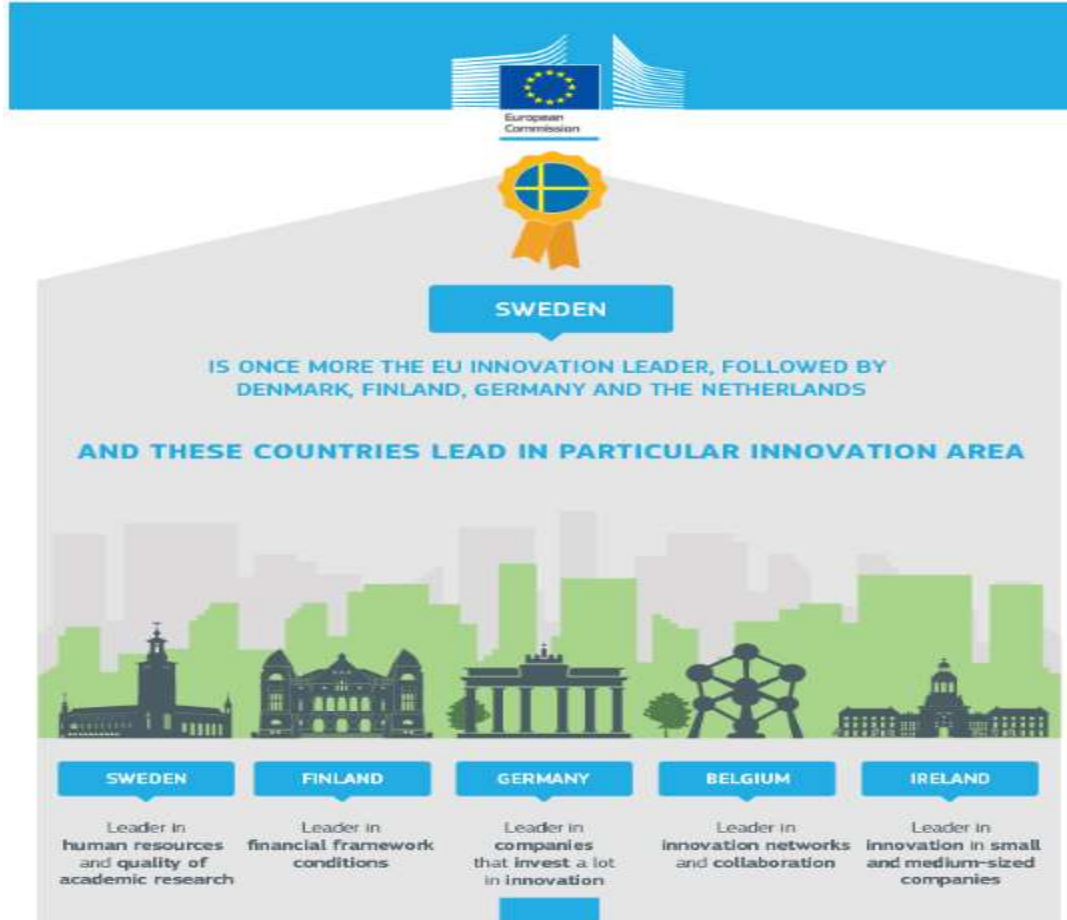 European
Commission
SWEDEN
IS ONCE MORE THE EU INNOVATION LEADER, FOLLOWED BY
DENMARK, FINLAND, GERMANY AND THE NETHERLANDS
AND THESE COUNTRIES LEAD IN PARTICULAR INNOVATION AREA
SWEDEN
Leader in
human resources
and quality of
academic research
FINLAND
Leader in
financial framework
conditions
GERMANY
Leader in
companies
that invest a lot
in innovation
BELGIUM
Leader in
innovation networks
and collaboration
IRELAND
Leader in
innovation in small
and medium-sized
companies